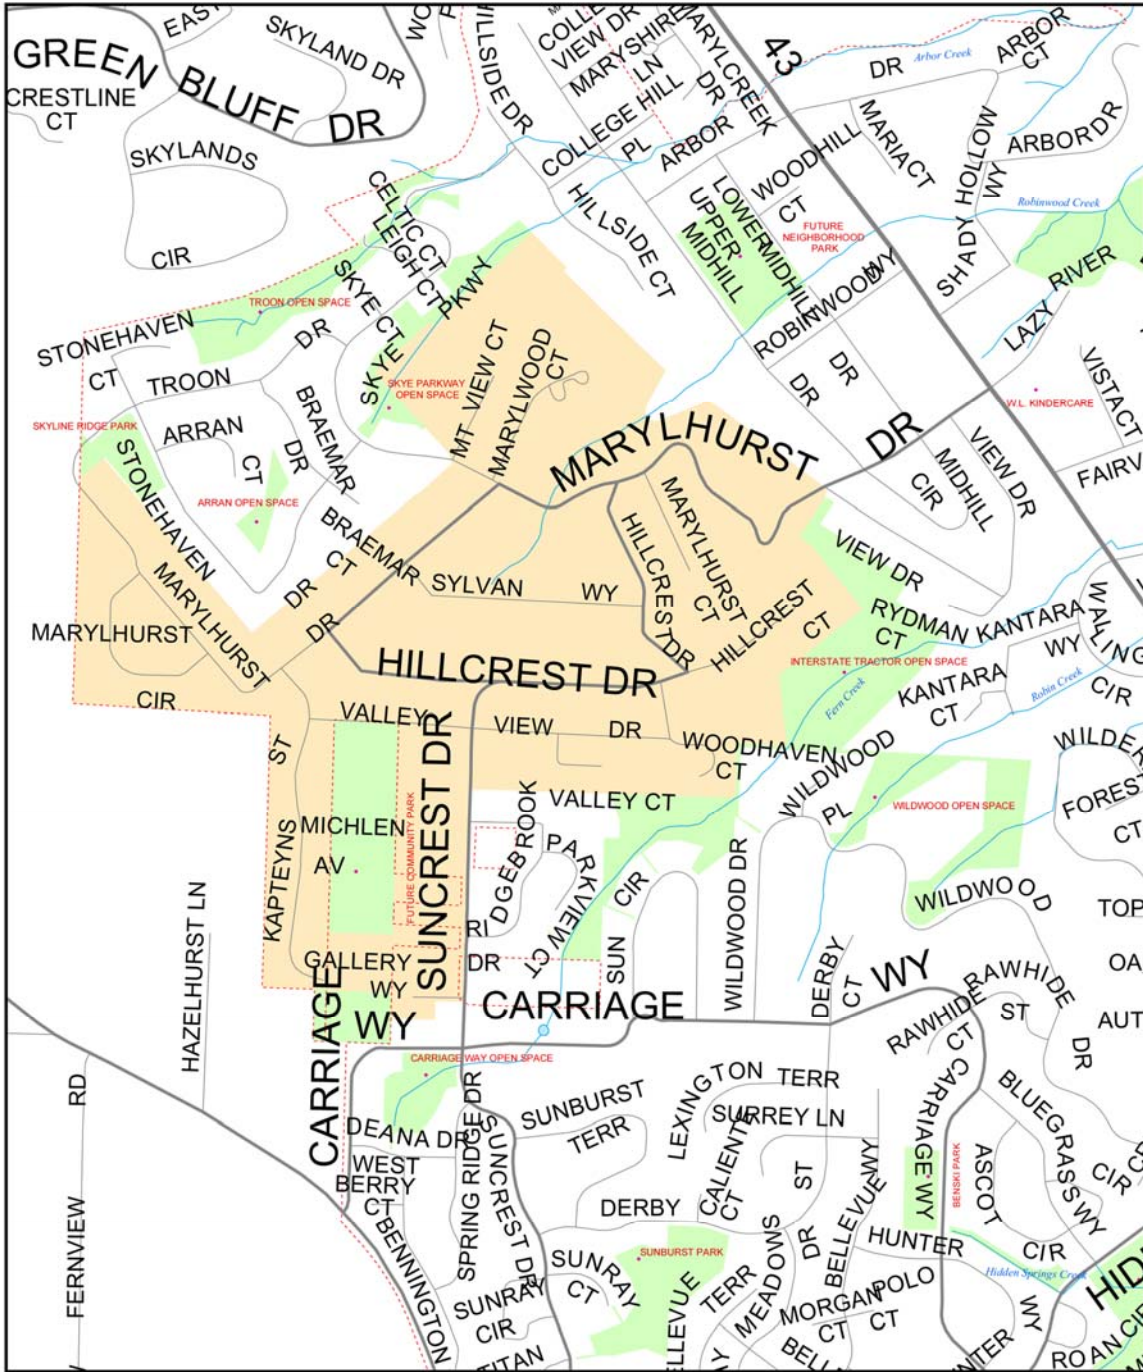 EAST
SKYLAND DR
GREEN BLUFF DR
CRESTLINE
CT
SKYLANDS
CIR
HILLSIDE DR
COLLEGE HILL
PL
VIEW DR
MARYSHIRE
LN
MARYLCREEK
DR
43
ARBOR
DR
Arbor Creek
ARBOR
CT
MARIA CT
ARBOR DR
SHADY HOLLOW
WY
WOODHILL
CT
Robinwood Creek
FUTURE
NEIGHBORHOOD
PARK
UPPER
MIDHILL
DR
LOWER
MIDHILL
DR
HILLSIDE CT
ROBINWOOD WY
LAZY RIVER
CELTIC CT
LEIGH CT
SKYE CT
SKYE PKWY
TROON OPEN SPACE
STONEHAVEN
CT
TROON
DR
SKYE PARKWAY
OPEN SPACE
MT VIEW CT
MARYLWOOD
CT
MARYLHURST DR
VISTA CT
W.L. KINDERCARE
SKYLINE RIDGE PARK
ARRAN
CT
BRAEMAR
DR
ARRAN OPEN SPACE
STONEHAVEN
DR
BRAEMAR
CT
SYLVAN WY
HILLCREST
DR
MARYLHURST
CT
HILLCREST
CT
CIR
MIDHILL
VIEW DR
VIEW DR
RYDMAN
CT
KANTARA
WY
KANTARA
CT
Robin Creek
CIR
INTERSTATE TRACTOR OPEN SPACE
Fern Creek
MARYLHURST
CIR
MARYLHURST
DR
HILLCREST DR
VALLEY VIEW DR
WOODHAVEN
CT
WILDWOOD
PL
WILDWOOD OPEN SPACE
FOREST
CT
KAPTEYNS ST
MICHLEN
AV
FUTURE COMMUNITY PARK
SUNCREST DR
VALLEY CT
RIDGEBROOK
DR
PARKVIEW CT
SUN
CIR
WILDWOOD DR
WILDWOOD
DERBY
CT
GALLERY
WY
CARRIAGE WY
CARRIAGE WY
HAZELHURST LN
RAWHIDE
ST
RAWHIDE
CT
DR
CARRIAGE WAY OPEN SPACE
FERNVIEW RD
DEANA DR
WEST
BERRY
CT
SPRING RIDGE DR
SUNCREST DR
SUNBURST
TERR
LEXINGTON TERR
SURREY LN
CALIENTE
CT
ST
DERBY
CARRIAGE WY
BENSKI PARK
ASCOT
CIR
BLUEGRASS WY
CIR
BELLEVUE WY
HUNTER
WY
Hidden Springs Creek
BENNINGTON
SUNRAY
CIR
SUNRAY
CT
SUNBURST PARK
TERR
MEADOWS
DR
MORGAN
CT
POLO
CT
TITAN
ROAN CIR